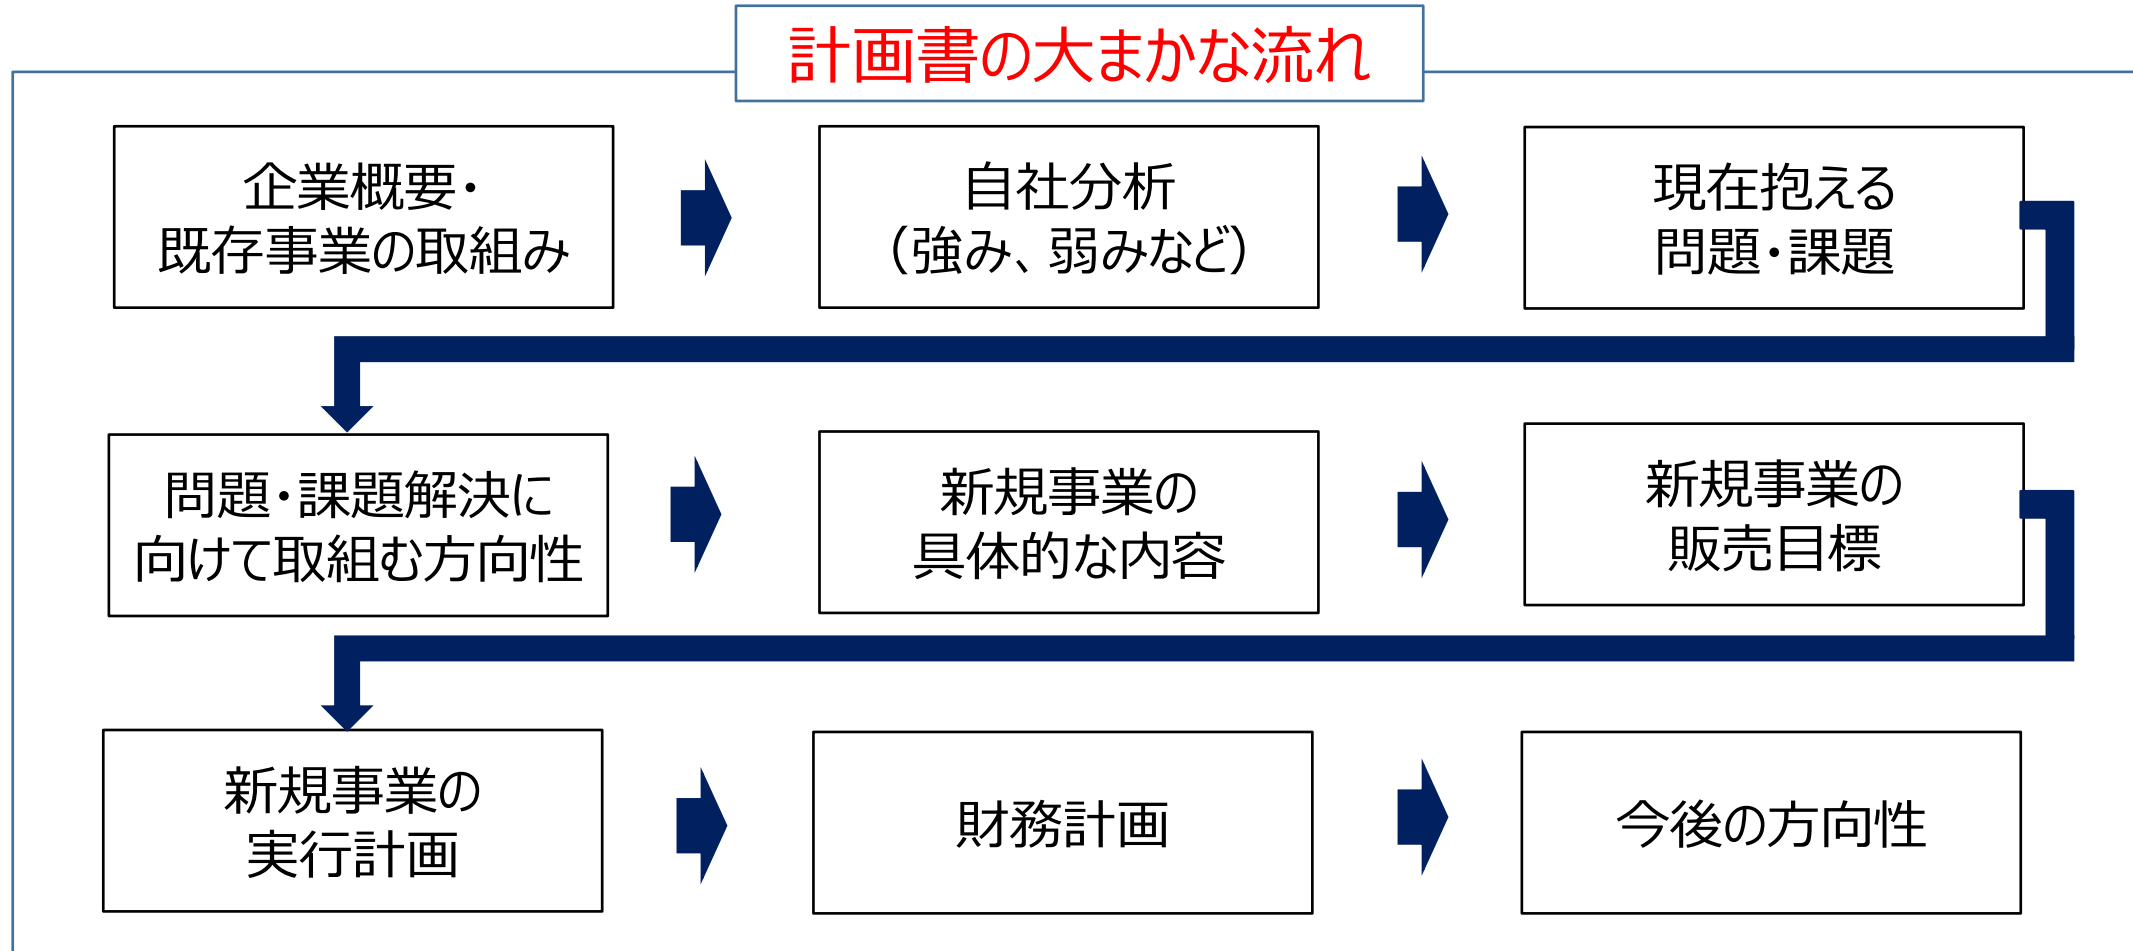 計画書の大まかな流れ
企業概要・
既存事業の取組み
自社分析
（強み、弱みなど）
現在抱える
問題・課題
問題・課題解決に
向けて取組む方向性
新規事業の
具体的な内容
新規事業の
販売目標
新規事業の
実行計画
財務計画
今後の方向性